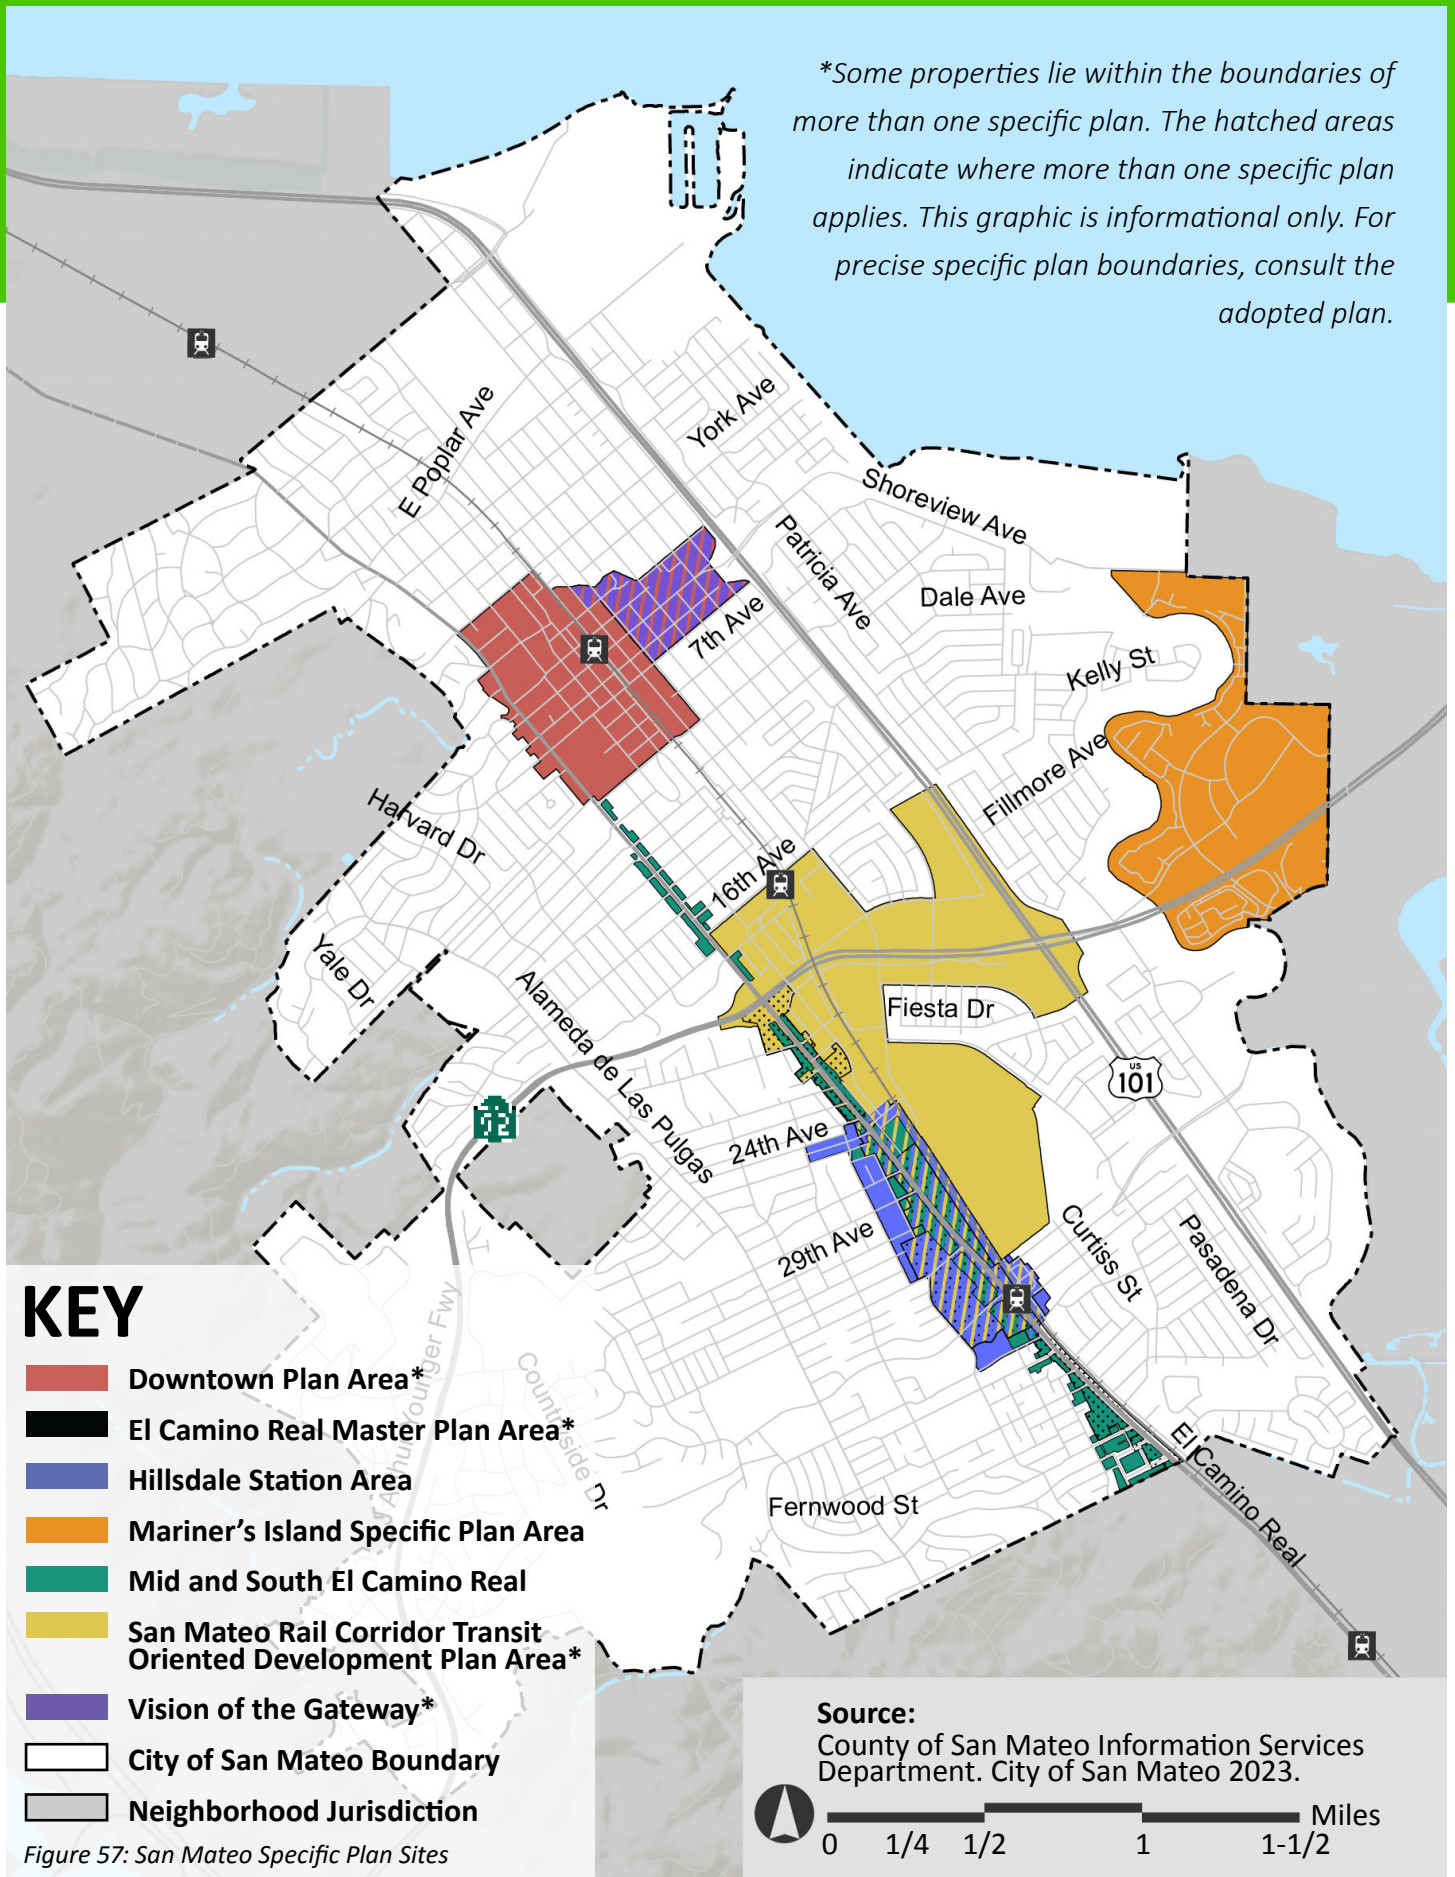 *Some properties lie within the boundaries of
more than one specific plan. The hatched areas
indicate where more than one specific plan
applies. This graphic is informational only. For
precise specific plan boundaries, consult the
adopted plan.
E Poplar Ave
York Ave
Shoreview Ave
Patricia Ave
Dale Ave
7th Ave
Kelly St
Fillmore Ave
Harvard Dr
16th Ave
Yale Dr
Alameda de Las Pulgas
Fiesta Dr
US
101
92
24th Ave
29th Ave
Curtiss St
Pasadena Dr
J Arthur Younger Fwy
Countryside Dr
El Camino Real
Fernwood St
KEY
Downtown Plan Area*
El Camino Real Master Plan Area*
Hillsdale Station Area
Mariner's Island Specific Plan Area
Mid and South El Camino Real
San Mateo Rail Corridor Transit
Oriented Development Plan Area*
Vision of the Gateway*
City of San Mateo Boundary
Neighborhood Jurisdiction
Figure 57: San Mateo Specific Plan Sites
Source:
County of San Mateo Information Services
Department. City of San Mateo 2023.
Miles
0 1/4 1/2 1 1-1/2